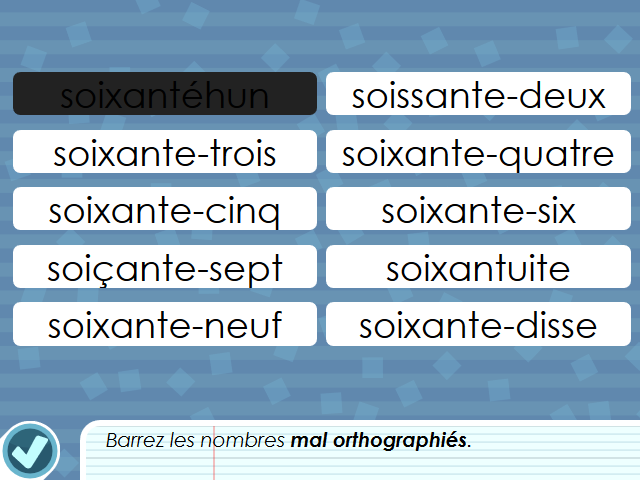 soixantéhun
soissante-deux
soixante-trois
soixante-quatre
soixante-cinq
soixante-six
soiçante-sept
soixantuite
soixante-neuf
soixante-disse
Barrez les nombres mal orthographiés.